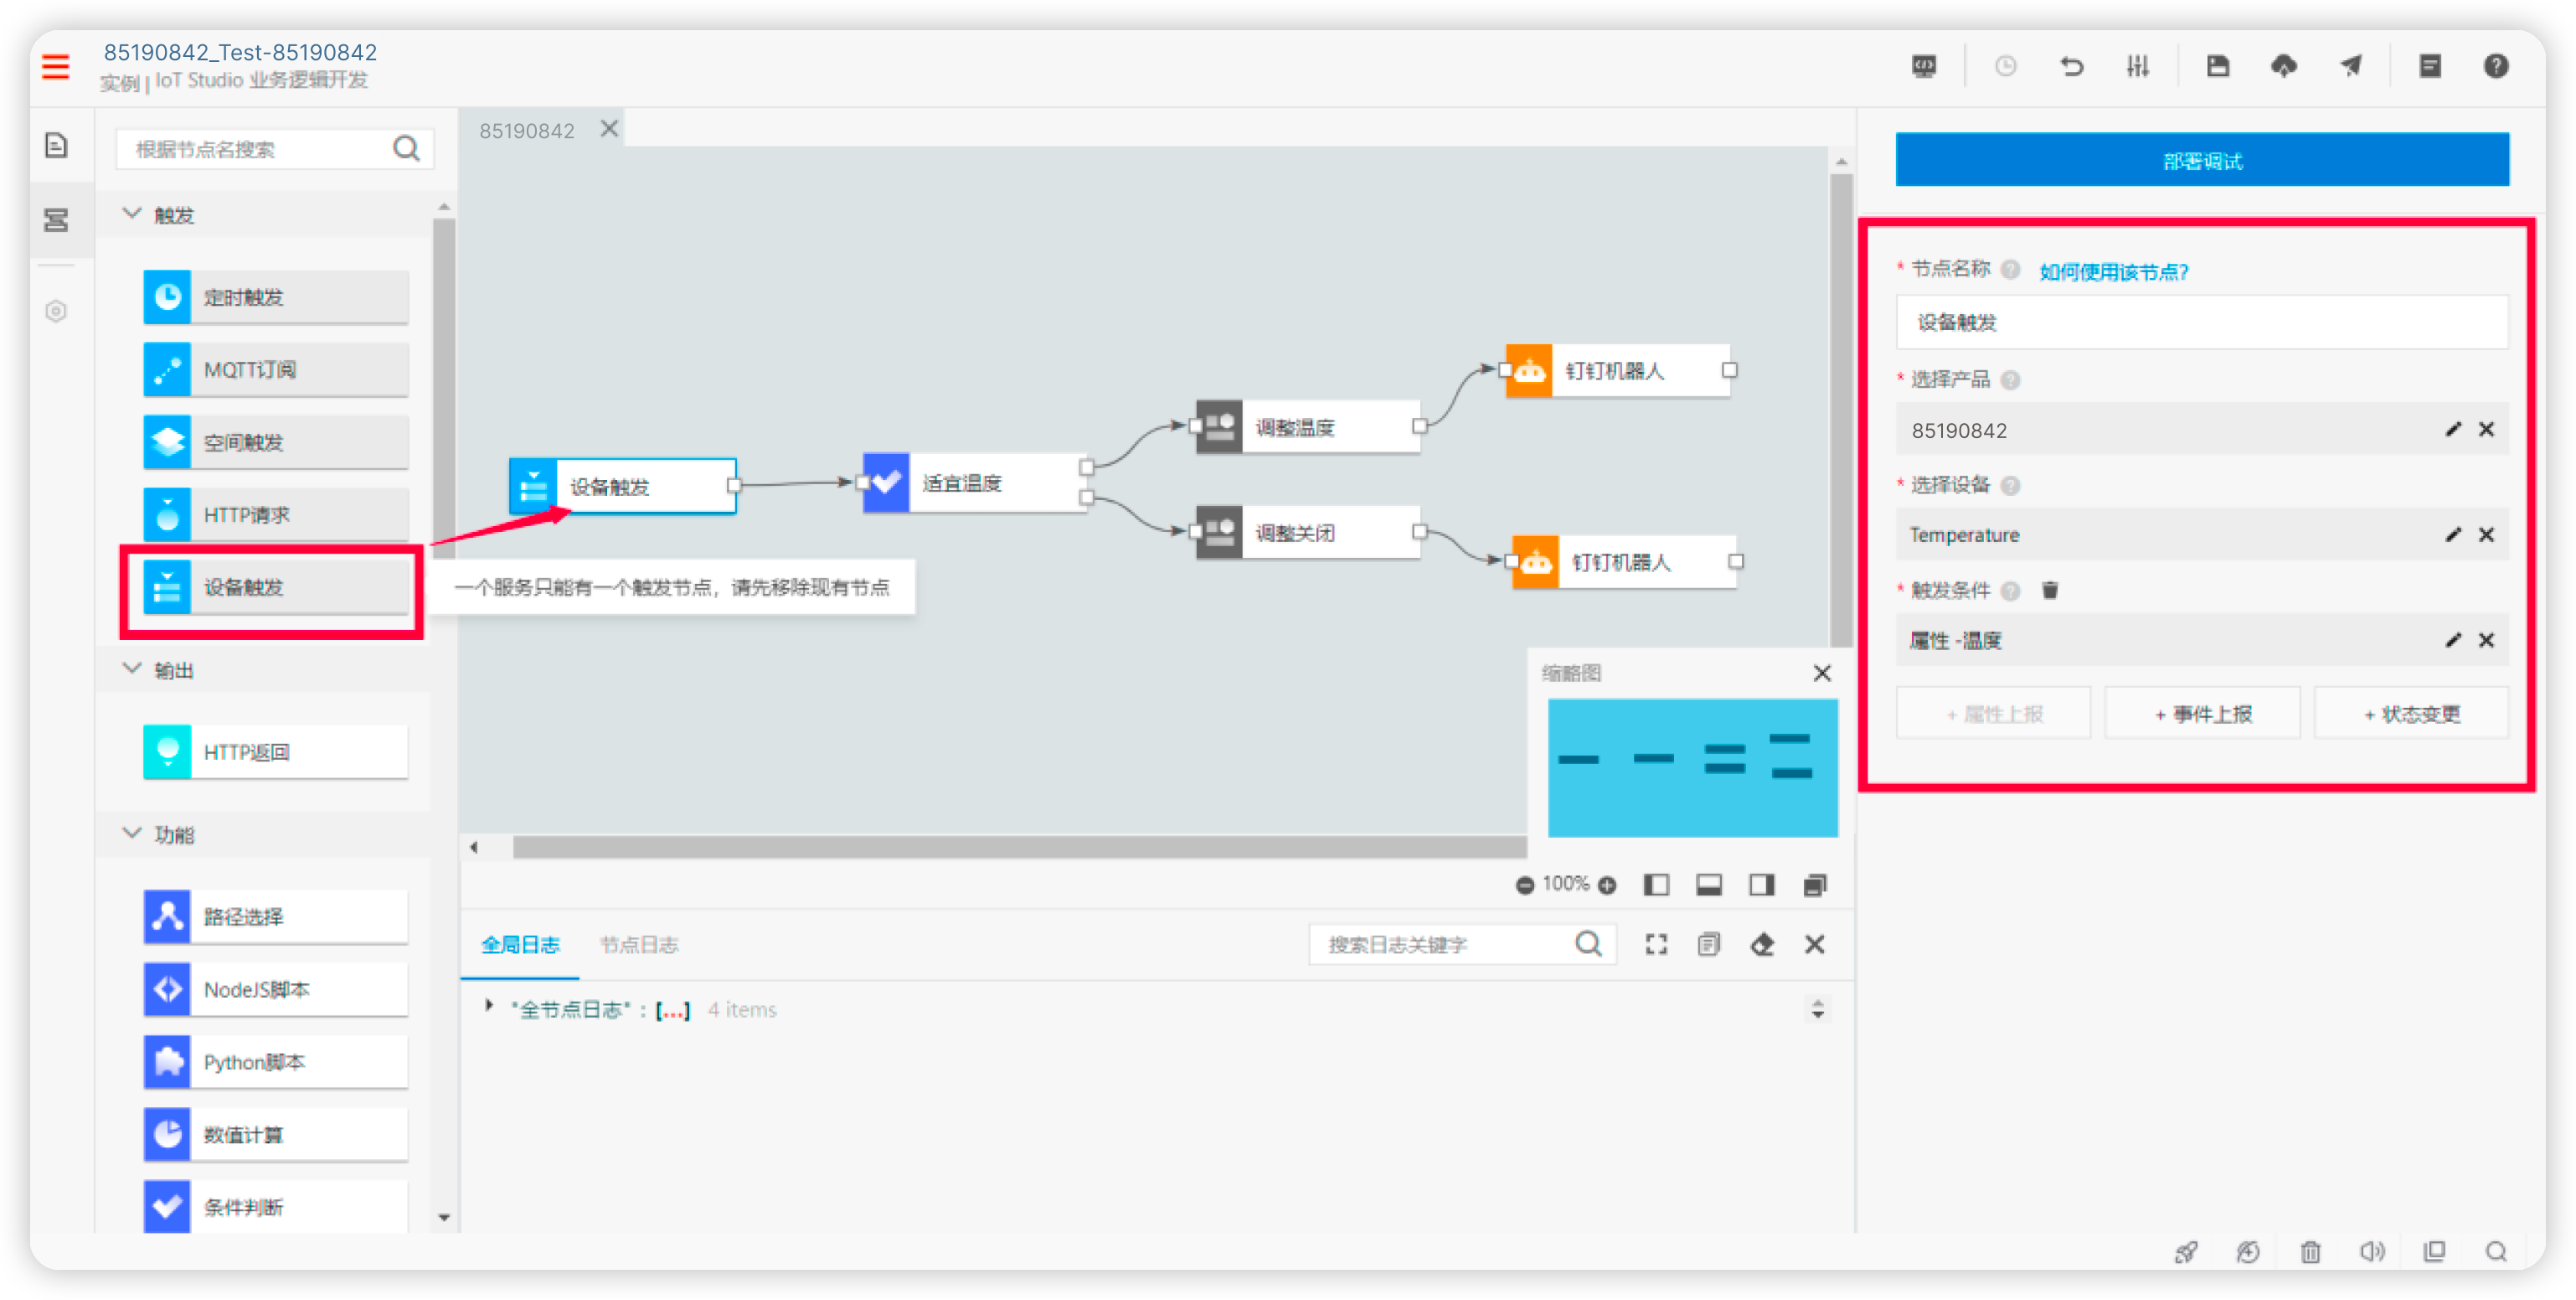 85190842_Test-85190842
实例 | IoT Studio 业务逻辑开发
根据节点名搜索
触发
定时触发
MQTT订阅
空间触发
HTTP请求
设备触发
输出
HTTP返回
功能
路径选择
NodeJS脚本
Python脚本
数值计算
条件判断
85190842
设备触发
适宜温度
调整温度
调整关闭
钉钉机器人
钉钉机器人
一个服务只能有一个触发节点，请先移除现有节点
缩略图
100%
全局日志
节点日志
搜索日志关键字
"全节点日志" : [...] 4 items
部署调试
* 节点名称 ? 如何使用该节点?
设备触发
* 选择产品 ?
85190842
* 选择设备 ?
Temperature
* 触发条件 ?
属性 -温度
+ 属性上报
+ 事件上报
+ 状态变更